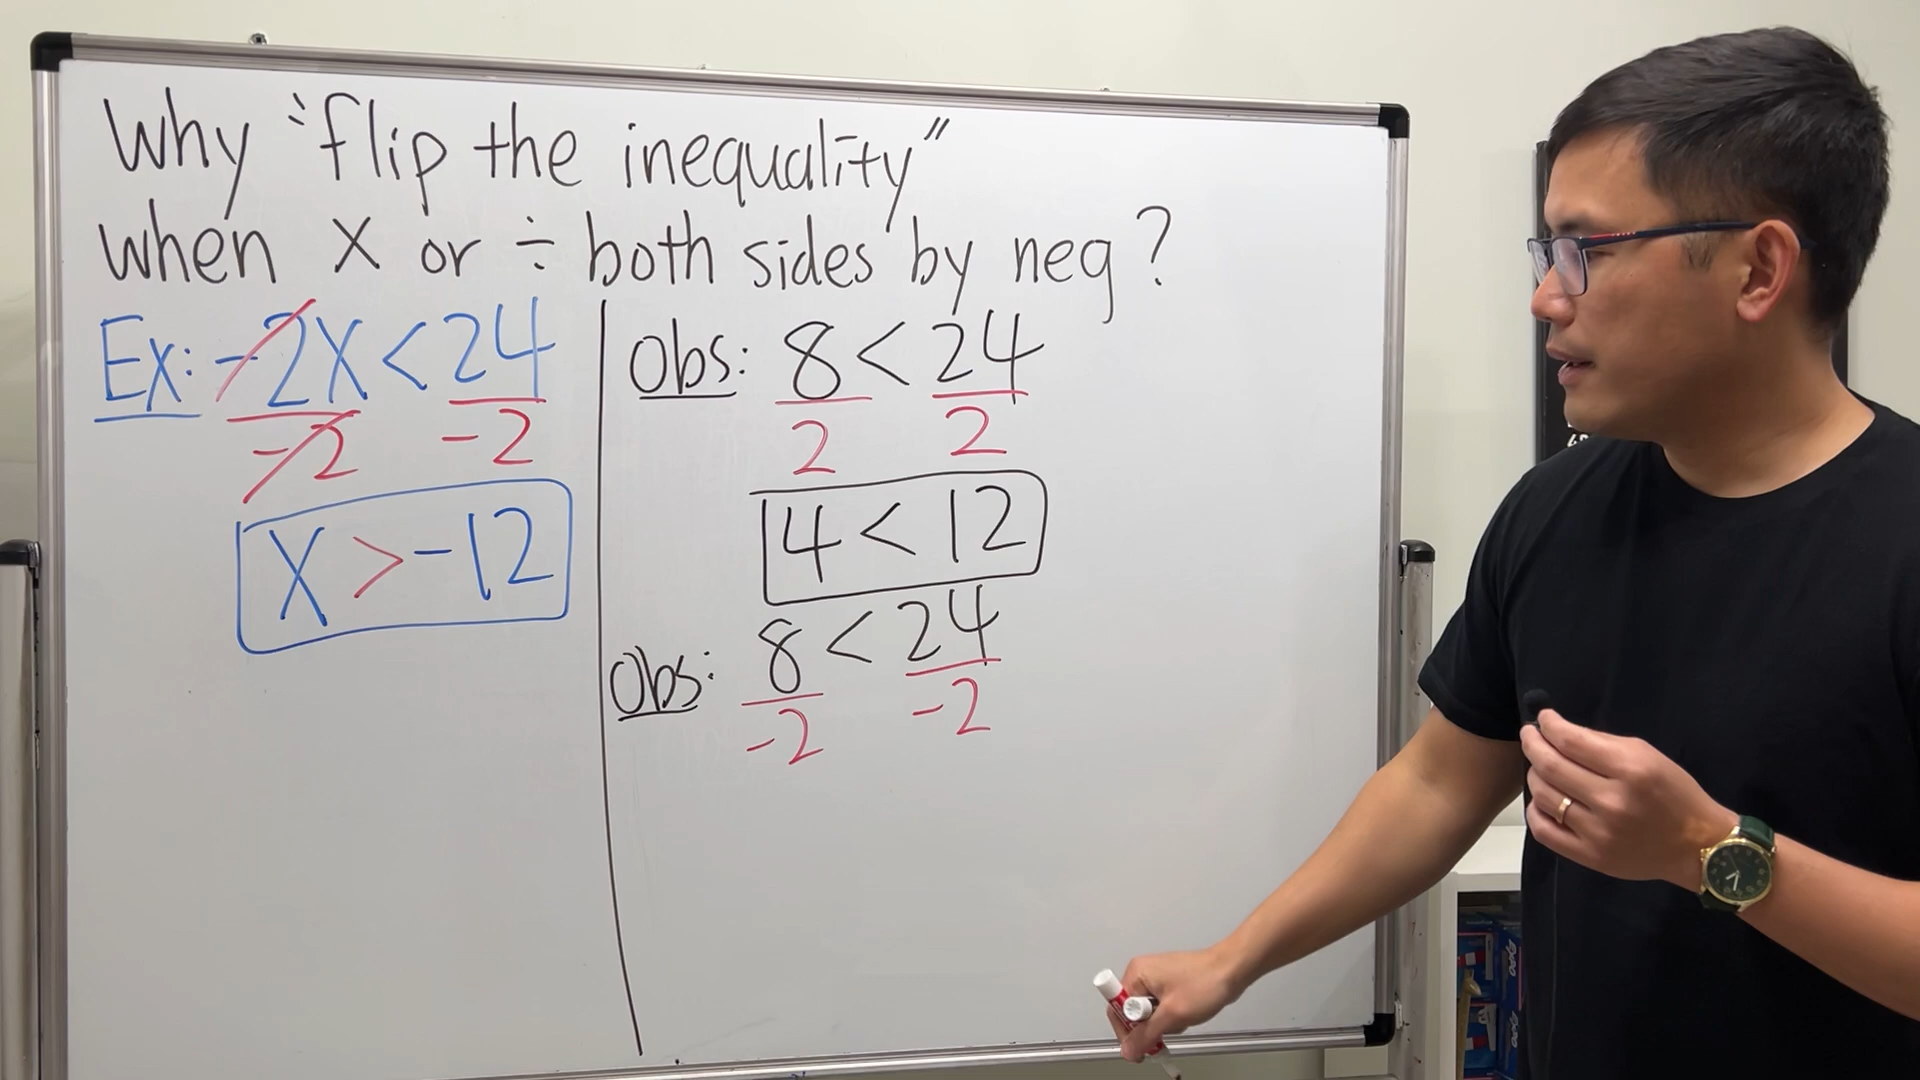 Why "flip the inequality"
when × or ÷ both sides by neg?
Ex: -2x < 24
-2 -2
x > -12
Obs: 8 < 24
2 2
4 < 12
Obs: 8 < 24
-2 -2